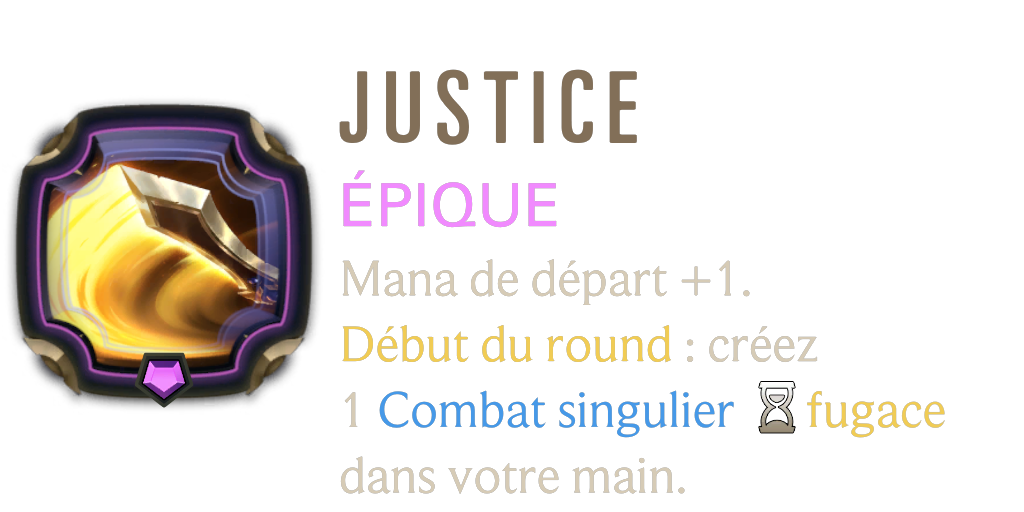 JUSTICE
ÉPIQUE
Mana de départ +1.
Début du round : créez
1 Combat singulier fugace
dans votre main.